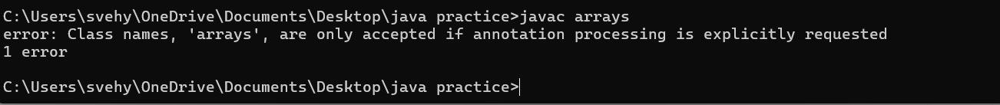 C:\Users\svehy\OneDrive\Documents\Desktop\java practice>javac arrays
error: Class names, 'arrays', are only accepted if annotation processing is explicitly requested
1 error
C:\Users\svehy\OneDrive\Documents\Desktop\java practice>